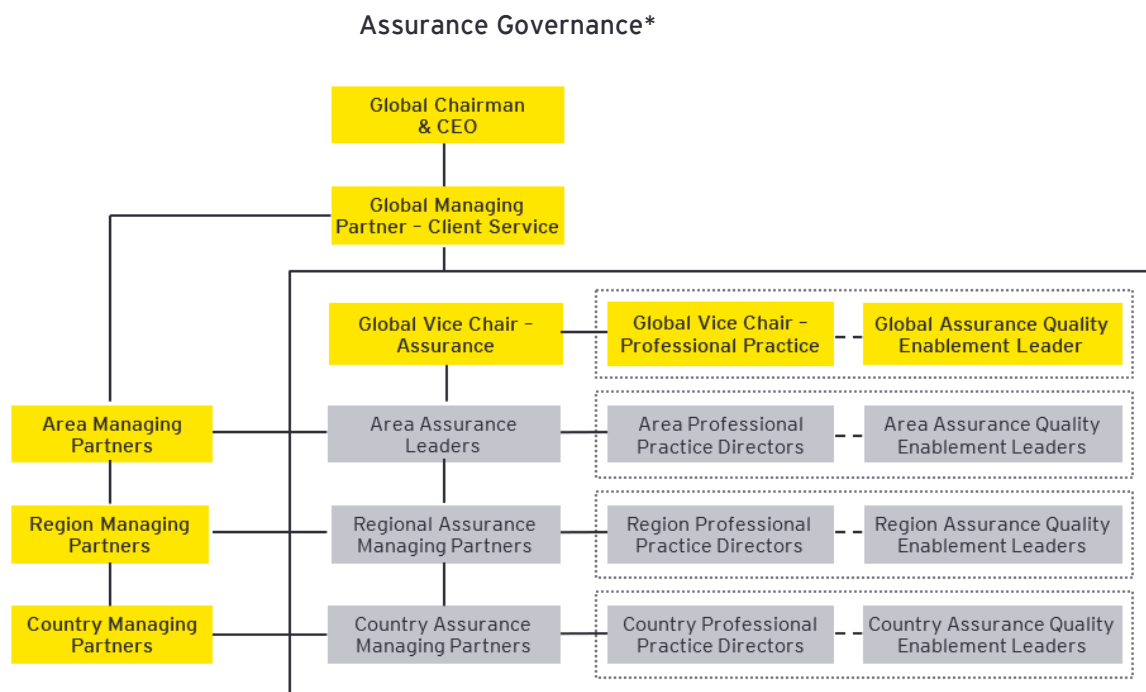 Assurance Governance*
Global Chairman
& CEO
Global Managing
Partner – Client Service
Global Vice Chair –
Assurance
Global Vice Chair –
Professional Practice
Global Assurance Quality
Enablement Leader
Area Managing
Partners
Area Assurance
Leaders
Area Professional
Practice Directors
Area Assurance Quality
Enablement Leaders
Region Managing
Partners
Regional Assurance
Managing Partners
Region Professional
Practice Directors
Region Assurance Quality
Enablement Leaders
Country Managing
Partners
Country Assurance
Managing Partners
Country Professional
Practice Directors
Country Assurance Quality
Enablement Leaders